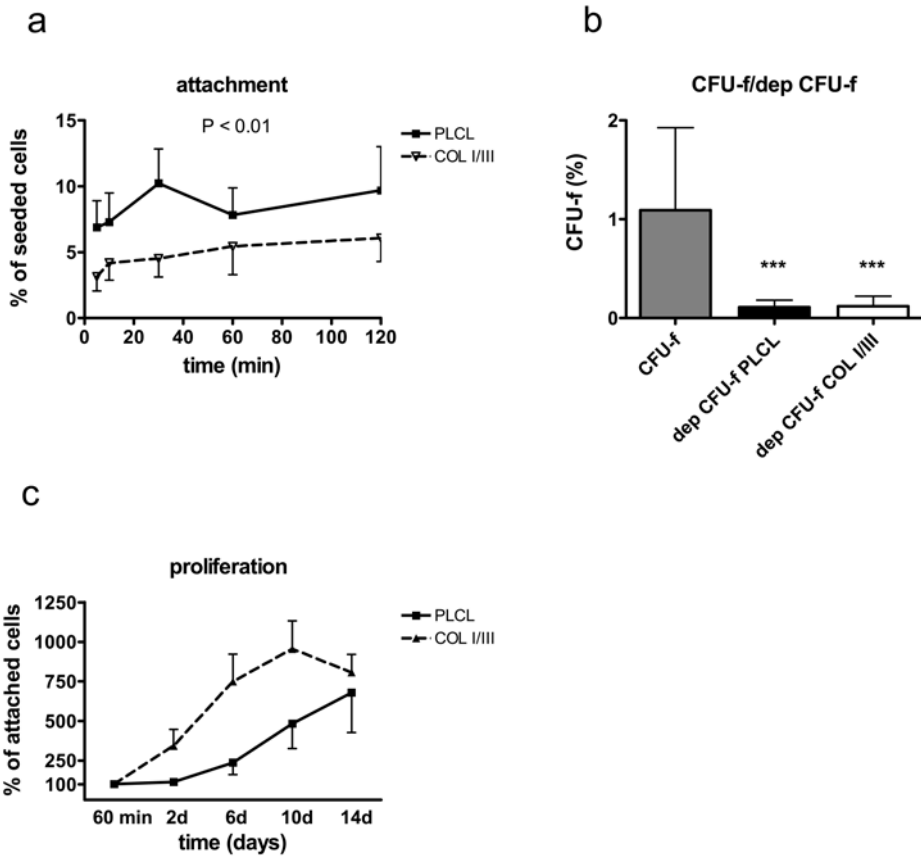 a
attachment
P < 0.01
PLCL
COL I/III
% of seeded cells
15
10
5
0
0 20 40 60 80 100 120
time (min)
b
CFU-f/dep CFU-f
CFU-f (%)
2
1
0
***
***
CFU-f
dep CFU-f PLCL
dep CFU-f COL I/III
c
proliferation
PLCL
COL I/III
% of attached cells
1250
1000
750
500
250
100
60 min 2d 6d 10d 14d
time (days)